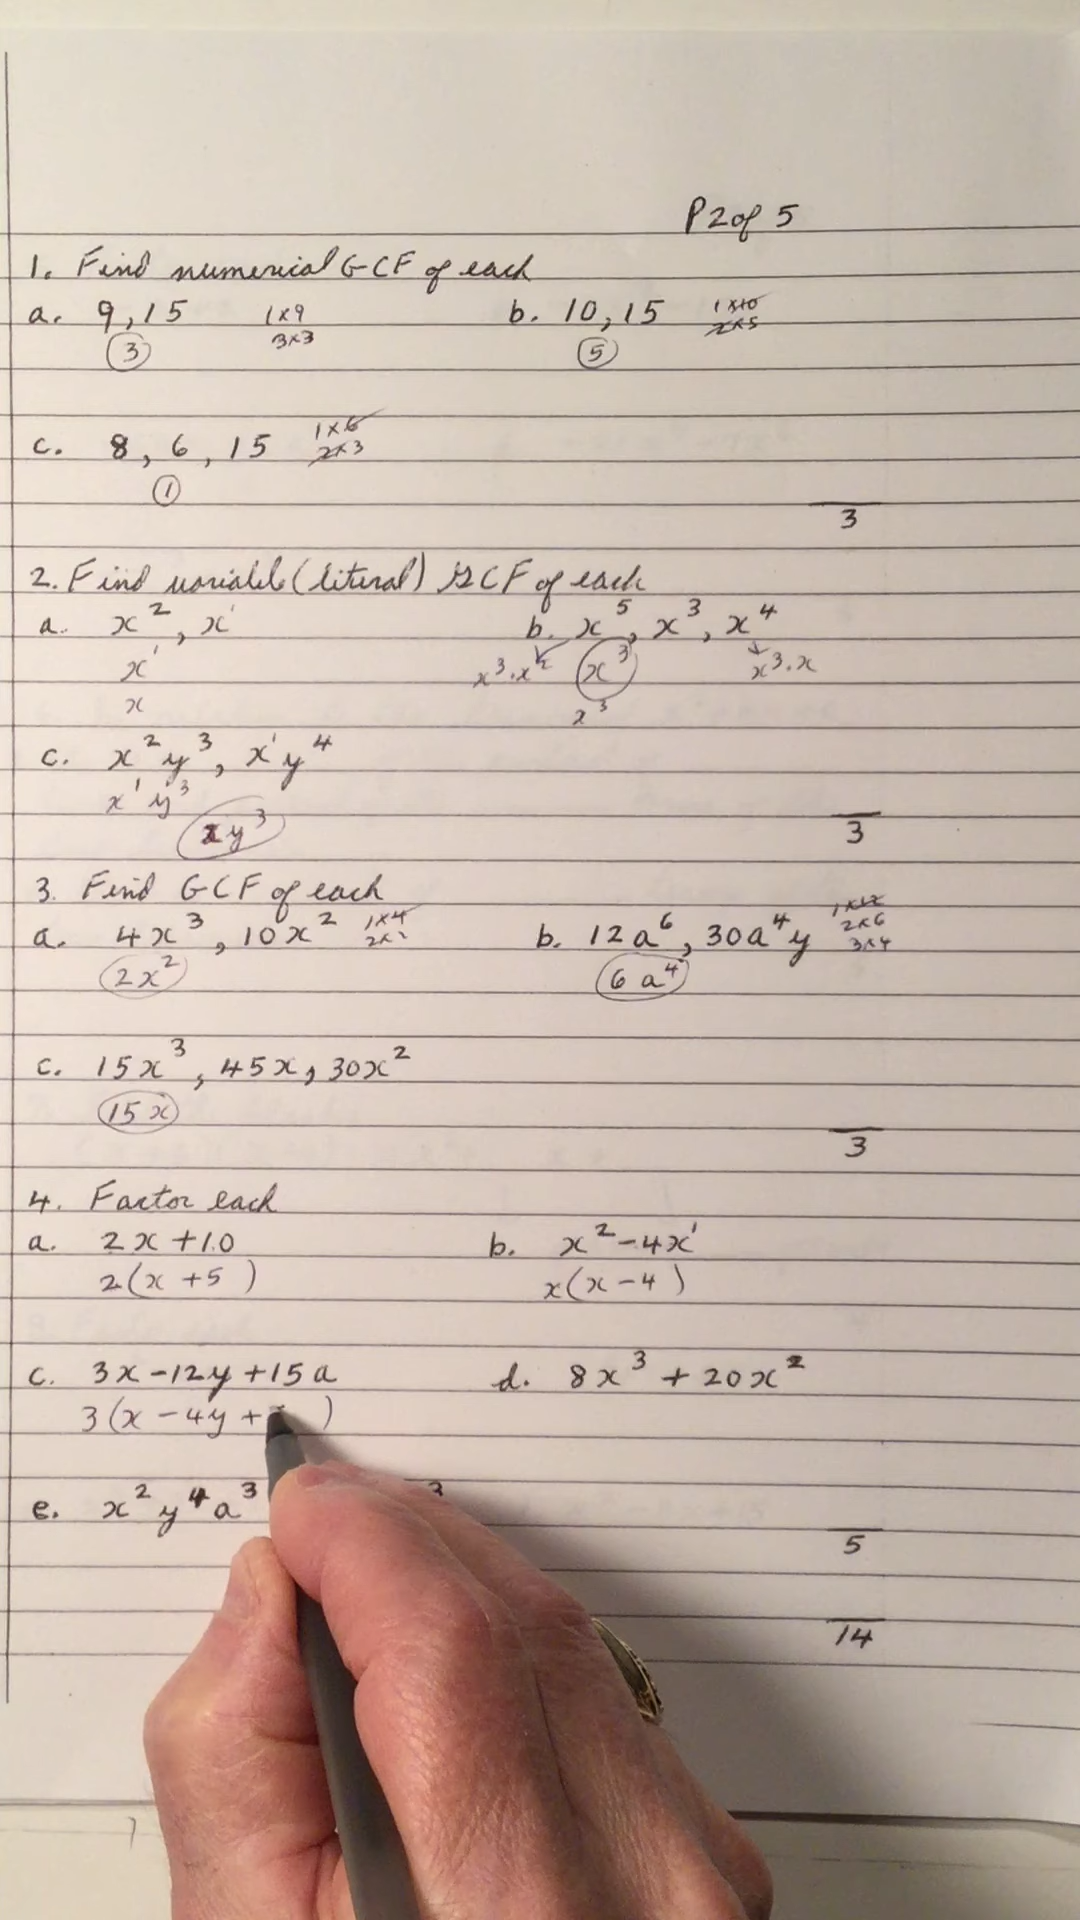 P2of 5
1. Find numerical GCF of each
a. 9, 15 1×9 b. 10, 15 1×10
3 3×3 5 2×5
c. 8, 6, 15 1×6
2×3
1
3
2. Find variable (literal) GCF of each
a. x², x¹ b. x⁵, x³, x⁴
x¹ x³·x² x³ x³·x
x x³
c. x²y³, x¹y⁴
x¹y³
xy³ 3
3. Find GCF of each
a. 4x³, 10x² 1×4 b. 12a⁶, 30a⁴y 1×12
2×6
2x² 6a⁴ 3×4
c. 15x³, 45x, 30x²
15x
3
4. Factor each
a. 2x+10 b. x²-4x¹
2(x+5) x(x-4)
c. 3x-12y+15a d. 8x³+20x²
3(x-4y+ )
e. x²y⁴a³ 3
5
14